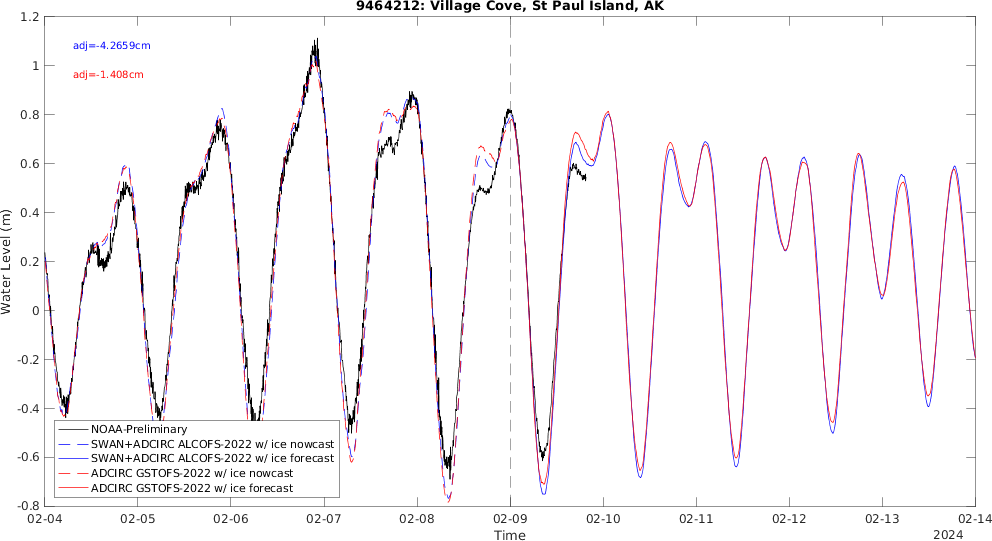 9464212: Village Cove, St Paul Island, AK
adj=-4.2659cm
adj=-1.408cm
Water Level (m)
1.2
1
0.8
0.6
0.4
0.2
0
-0.2
-0.4
-0.6
-0.8
NOAA-Preliminary
SWAN+ADCIRC ALCOFS-2022 w/ ice nowcast
SWAN+ADCIRC ALCOFS-2022 w/ ice forecast
ADCIRC GSTOFS-2022 w/ ice nowcast
ADCIRC GSTOFS-2022 w/ ice forecast
02-04 02-05 02-06 02-07 02-08 02-09 02-10 02-11 02-12 02-13 02-14
Time
2024